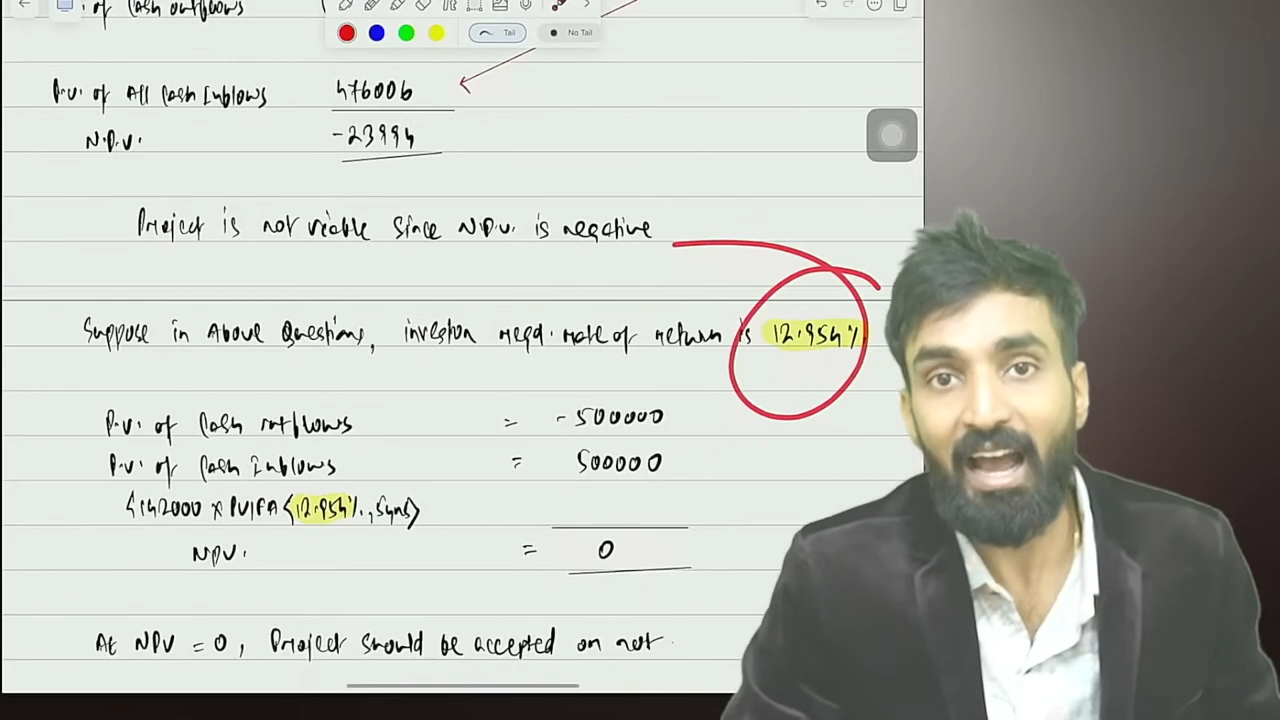 P.V. of Cash outflows
Tail
No Tail
P.V. of All Cash Inflows 476006
N.P.V. -23994
Project is not viable Since N.P.V. is negative
Suppose in Above Questions, investor reqd. rate of return is 12.954%
P.V. of Cash outflows = -500000
P.V. of Cash Inflows = 500000
{142000 x PVIFA {12.954%, 5yrs}
NPV. = 0
At NPV = 0, Project should be accepted or not.